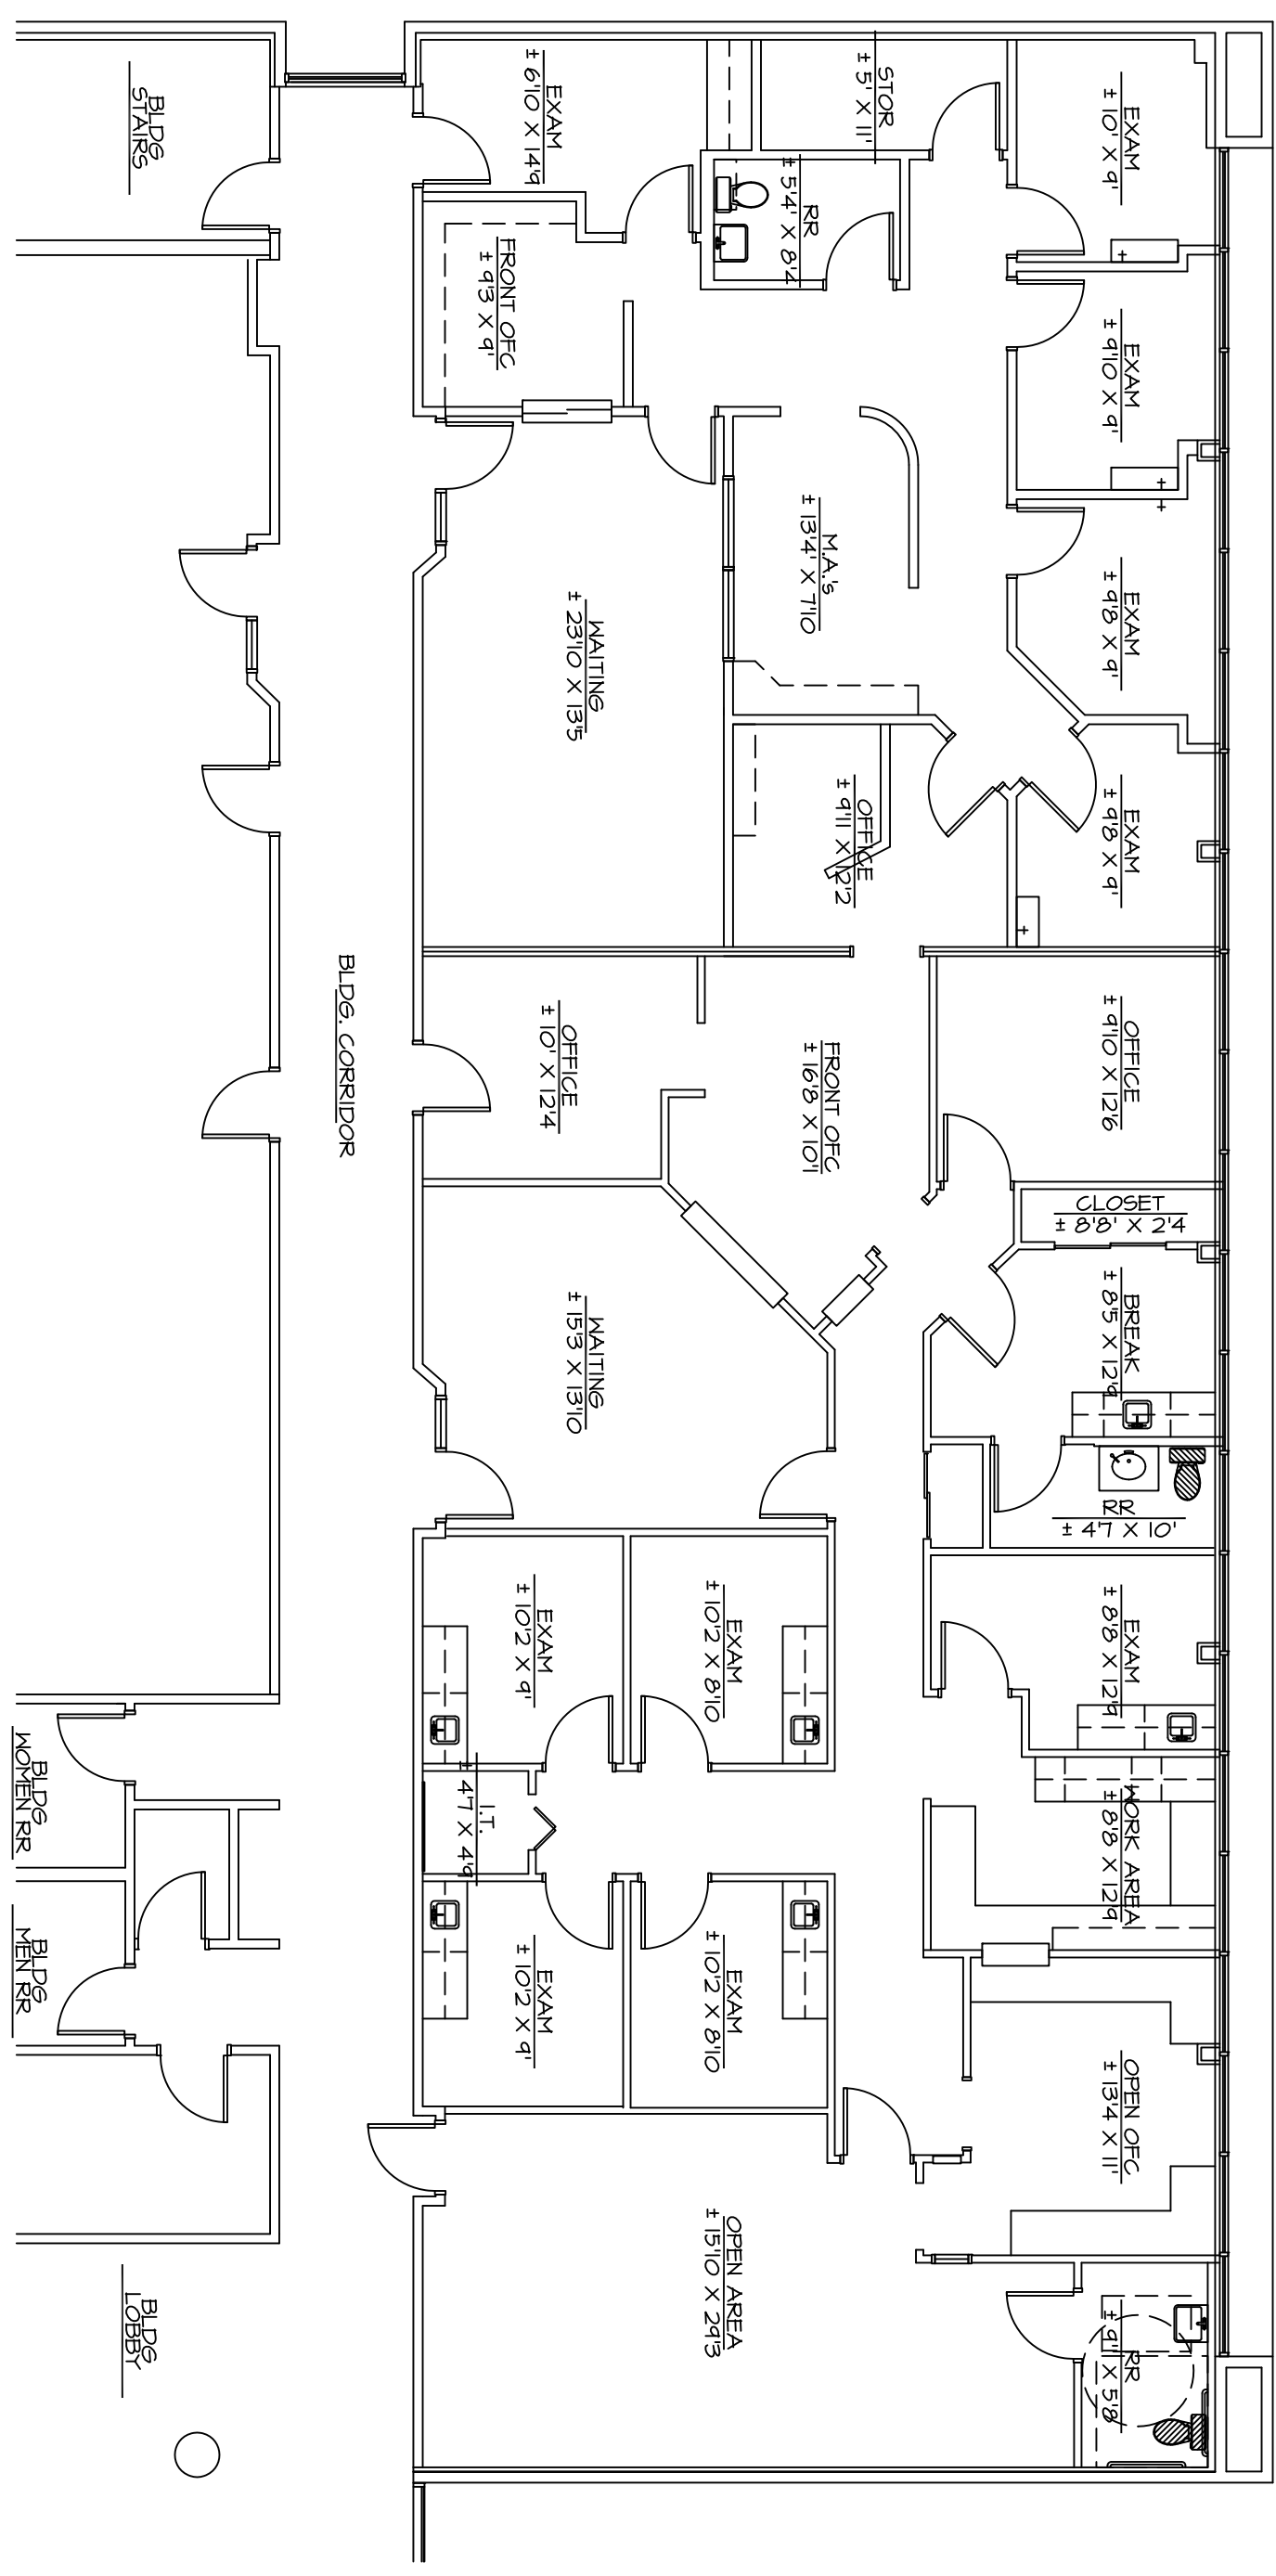 BLDG
STAIRS
EXAM
± 6'10 X 14'9
STOR
± 5' X 11'
EXAM
± 10' X 9'
RR
± 5'4' X 8'4
FRONT OFC
± 9'3 X 9'
EXAM
± 9'10 X 9'
M.A.'s
± 13'4' X 7'10
EXAM
± 9'8 X 9'
WAITING
± 23'10 X 13'5
OFFICE
± 9'11 X 12'2
EXAM
± 9'8 X 9'
BLDG. CORRIDOR
OFFICE
± 10' X 12'4
FRONT OFC
± 16'8 X 10'1
OFFICE
± 9'10 X 12'6
CLOSET
± 8'8' X 2'4
BREAK
± 8'5 X 12'9
WAITING
± 15'3 X 13'10
RR
± 4'7 X 10'
EXAM
± 10'2 X 9'
EXAM
± 10'2 X 8'10
EXAM
± 8'8 X 12'9
BLDG
WOMEN RR
I.T.
± 4'7 X 4'9
WORK AREA
± 8'8 X 12'9
BLDG
MEN RR
EXAM
± 10'2 X 9'
EXAM
± 10'2 X 8'10
OPEN OFC
± 13'4 X 11'
OPEN AREA
± 15'10 X 29'3
BLDG
LOBBY
RR
± 9'1" X 5'8